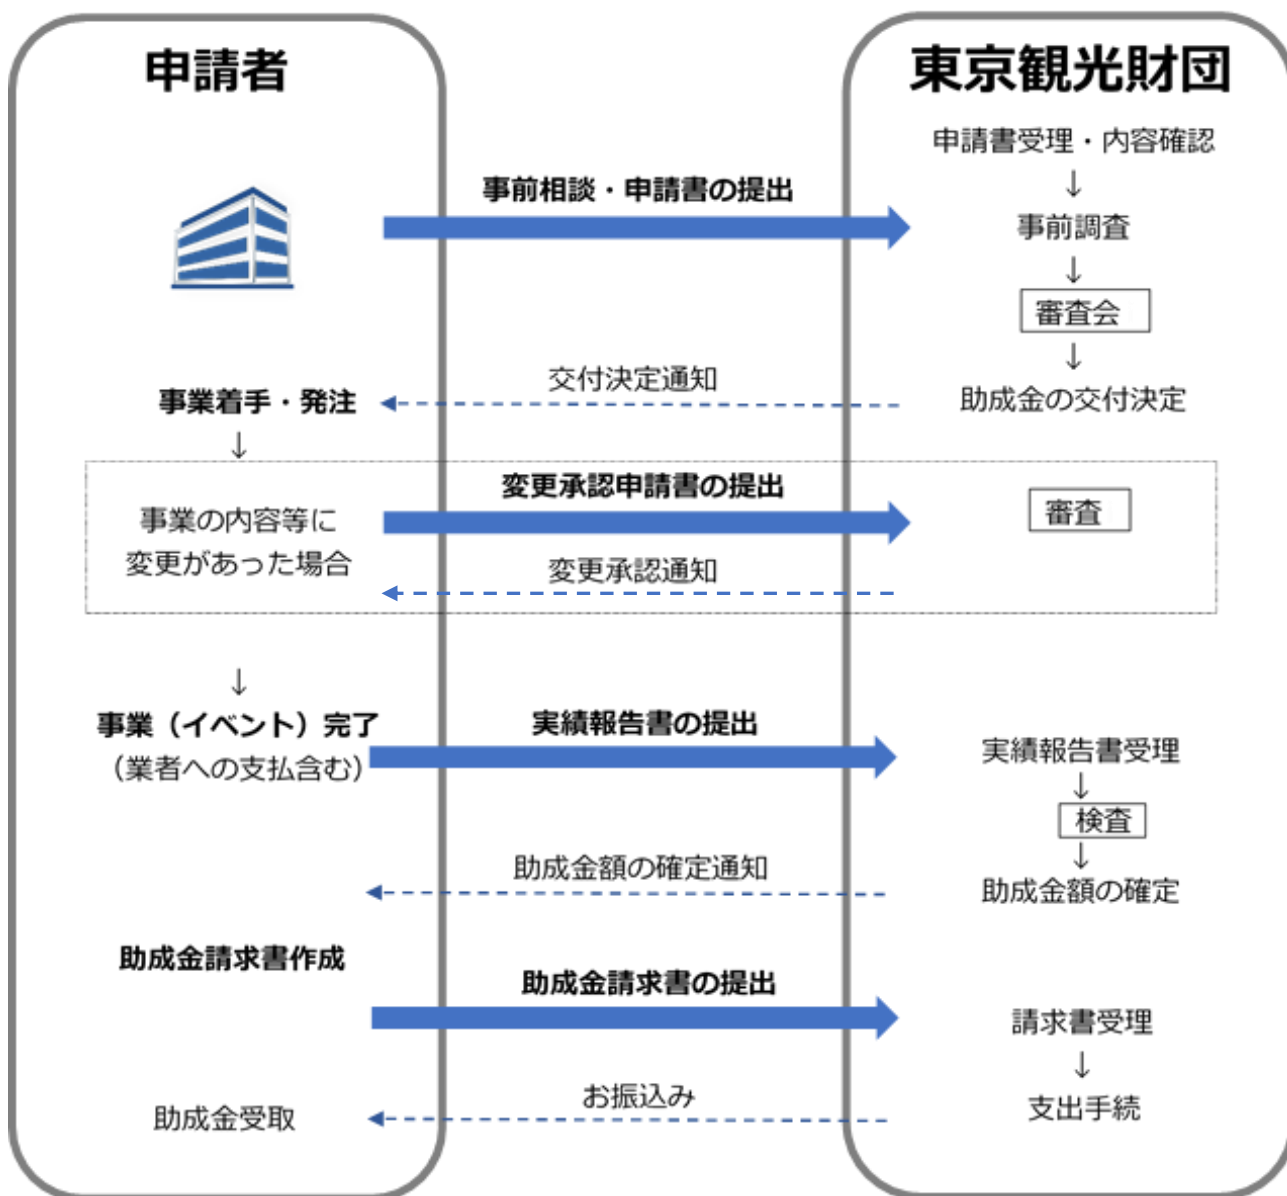 申請者
東京観光財団
申請書受理・内容確認
↓
事前相談・申請書の提出
事前調査
↓
審査会
↓
交付決定通知
事業着手・発注
助成金の交付決定
↓
変更承認申請書の提出
事業の内容等に
変更があった場合
審査
変更承認通知
↓
事業（イベント）完了
（業者への支払含む）
実績報告書の提出
実績報告書受理
↓
検査
↓
助成金額の確定通知
助成金額の確定
助成金請求書作成
助成金請求書の提出
請求書受理
↓
お振込み
支出手続
助成金受取